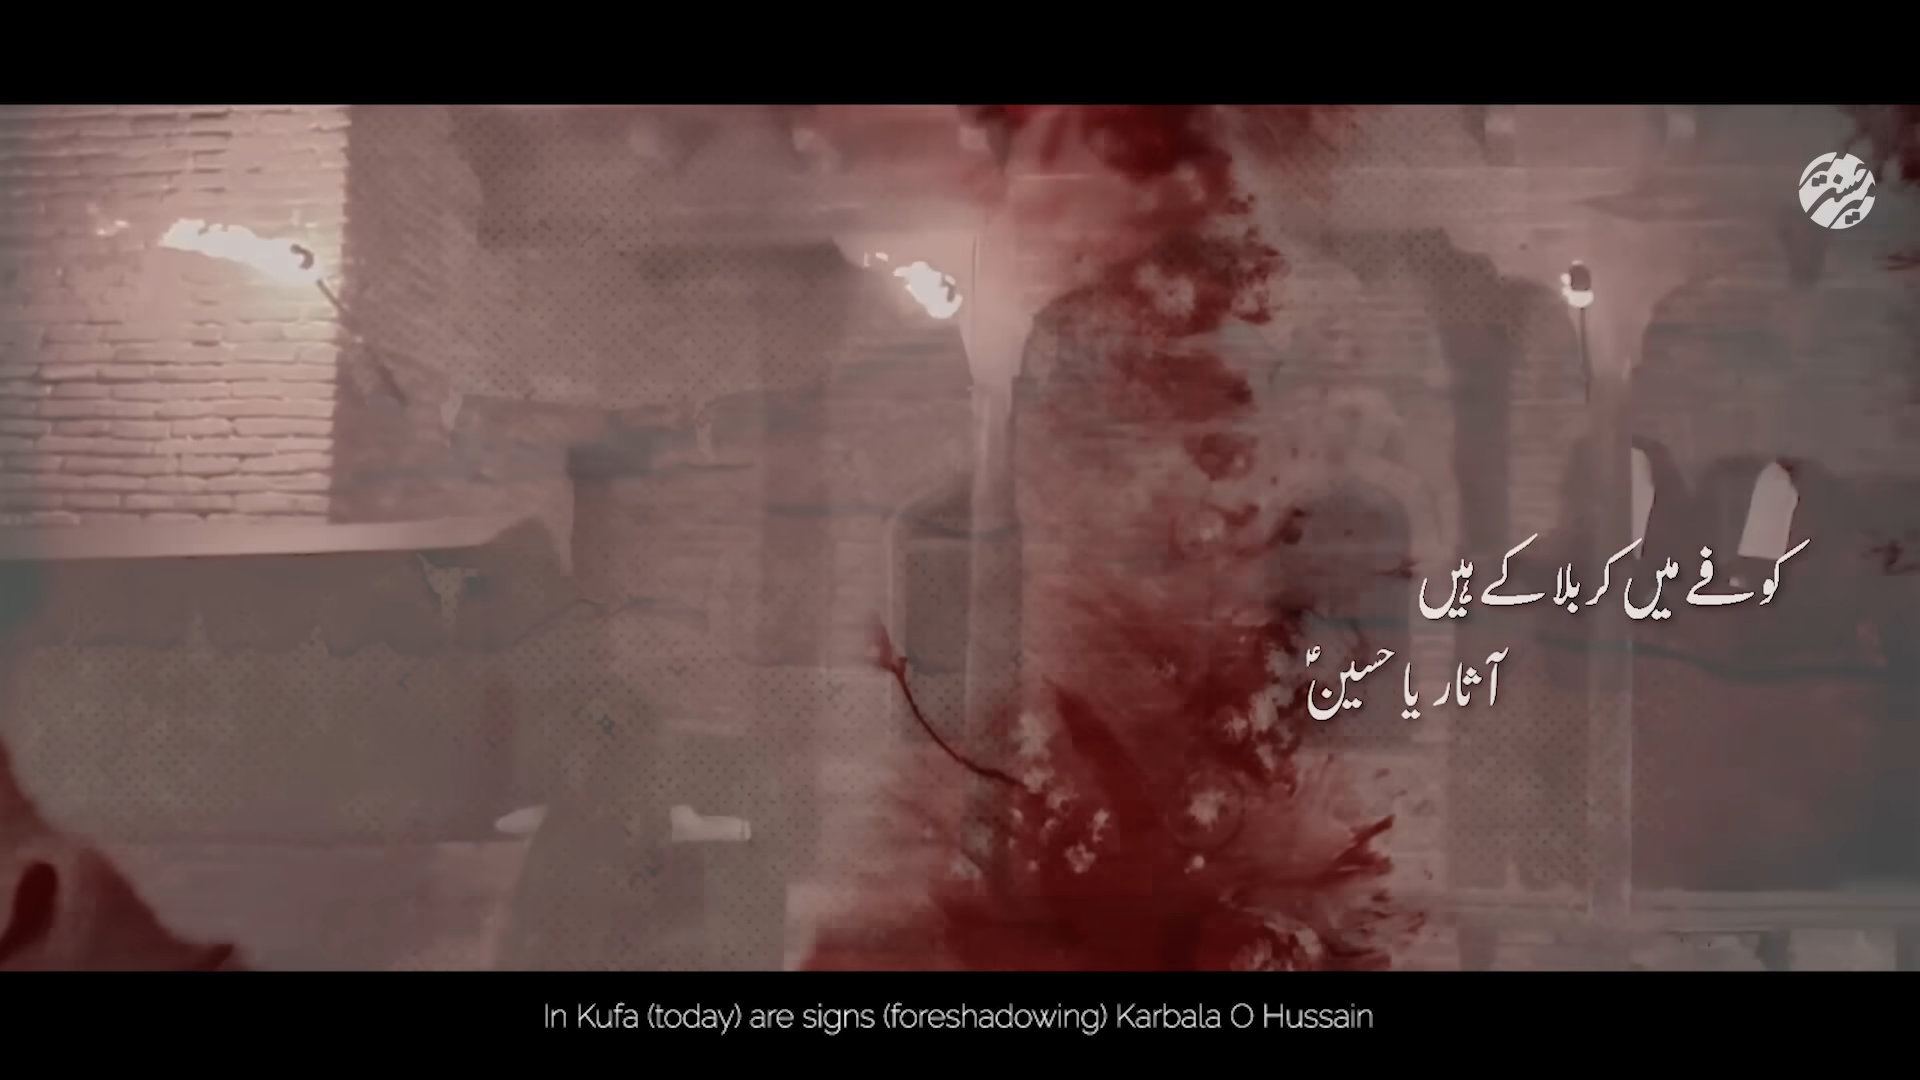 کوفے میں کربلا کے ہیں
آثار یا حسینؑ
In Kufa (today) are signs (foreshadowing) Karbala O Hussain